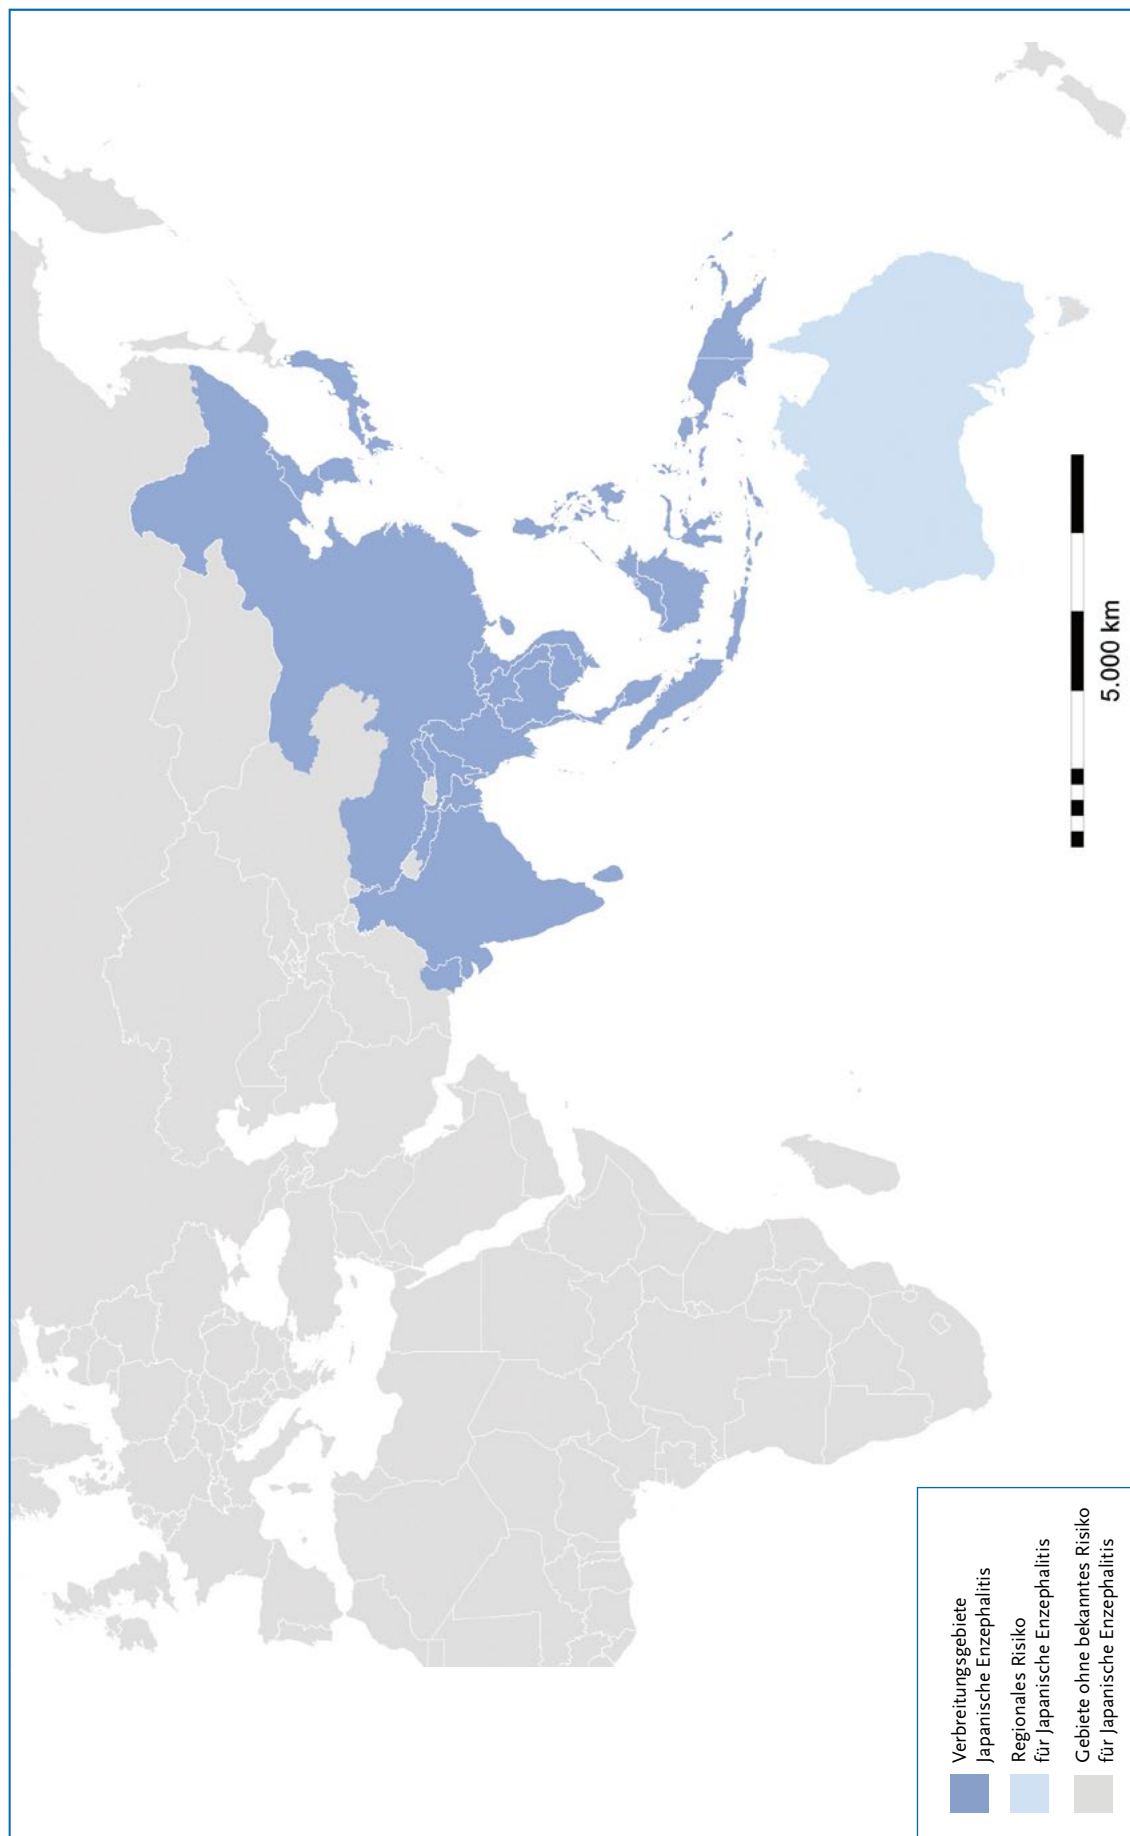 Verbreitungsgebiete
Japanische Enzephalitis
Regionales Risiko
für Japanische Enzephalitis
Gebiete ohne bekanntes Risiko
für Japanische Enzephalitis
5.000 km